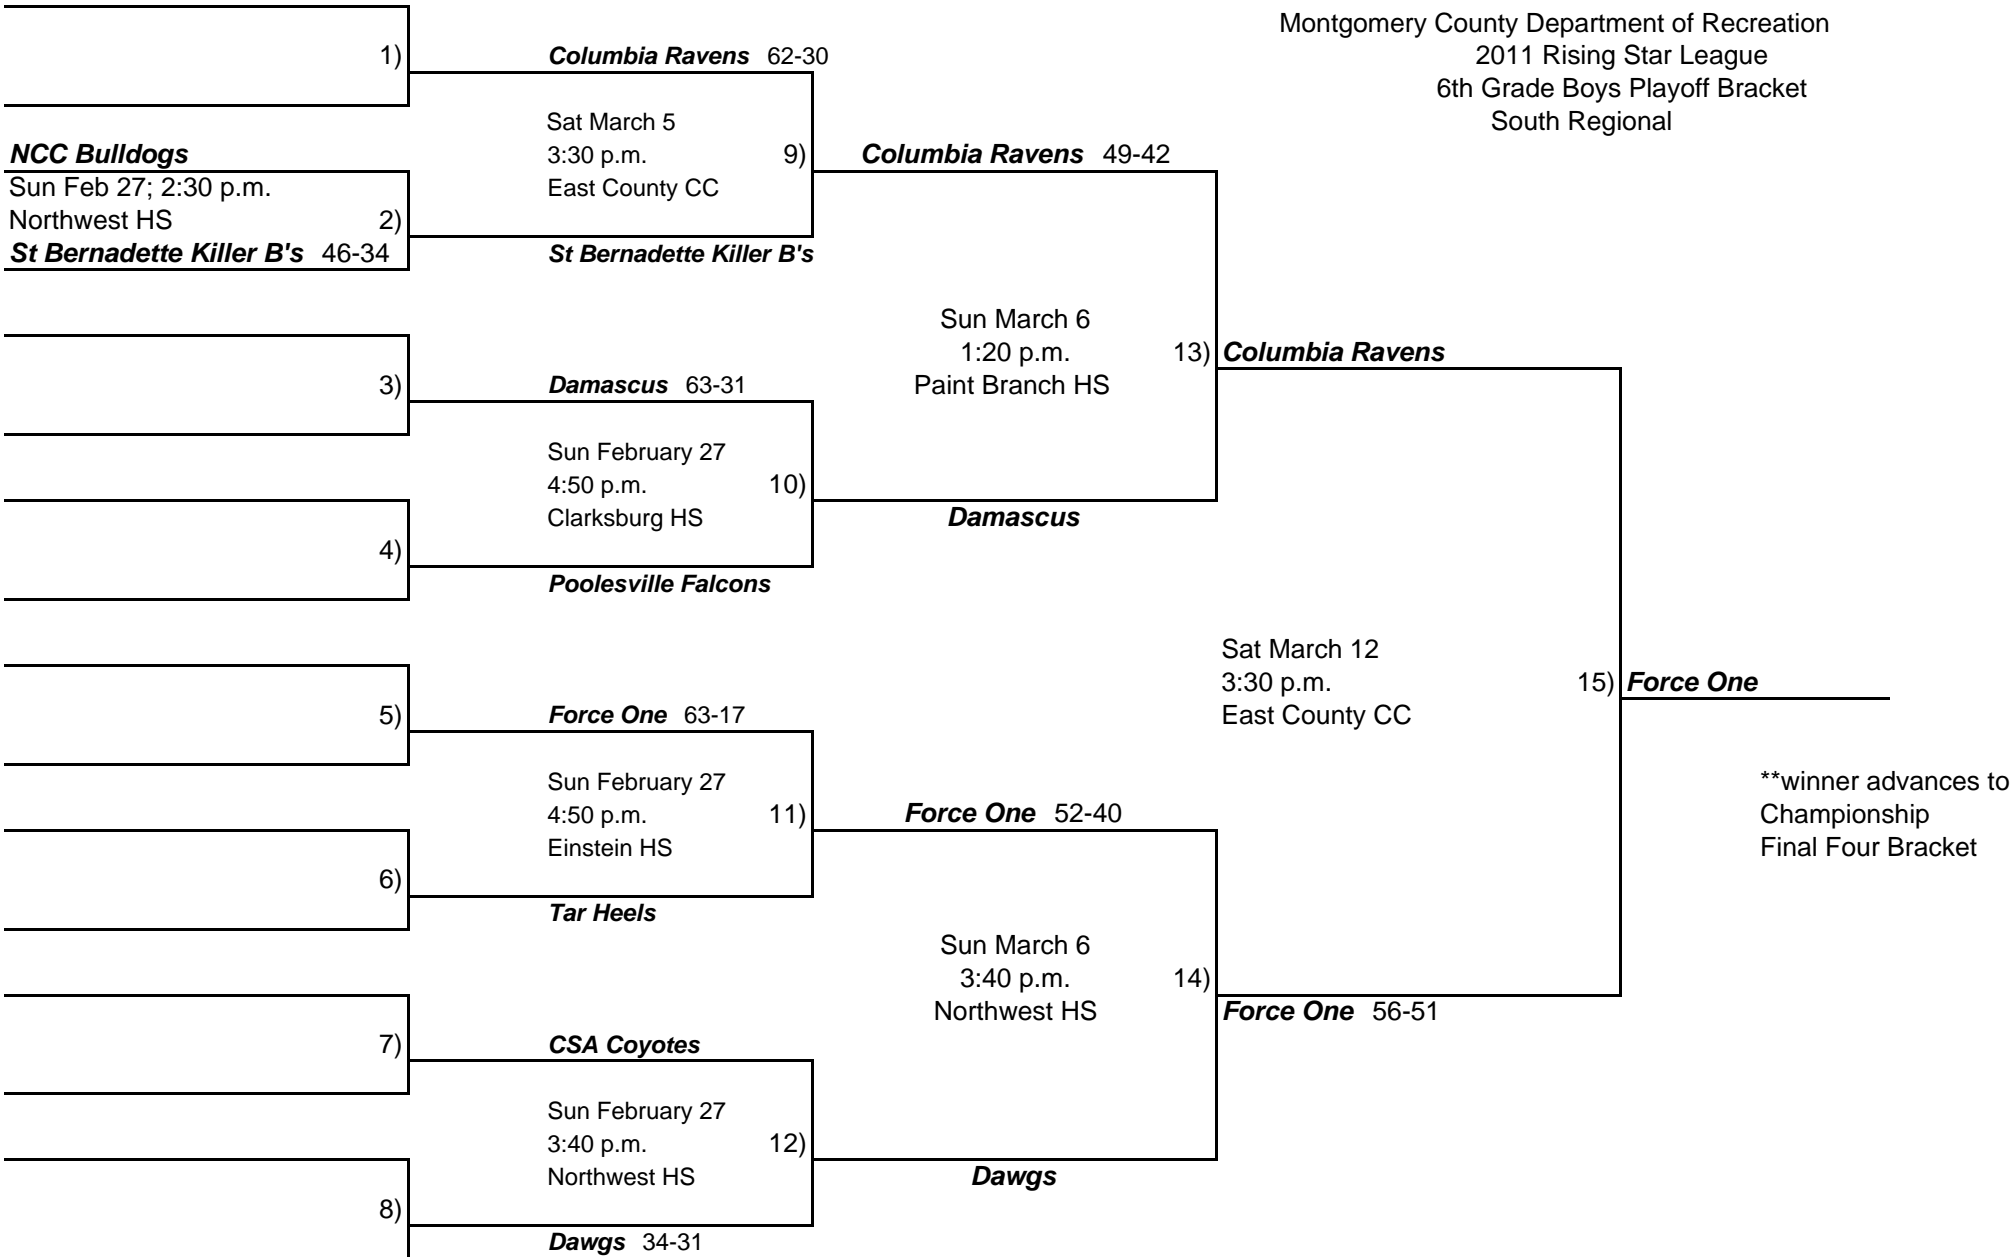 Montgomery County Department of Recreation
2011 Rising Star League
6th Grade Boys Playoff Bracket
South Regional
1)
NCC Bulldogs
Sun Feb 27; 2:30 p.m.
Northwest HS 2)
St Bernadette Killer B's 46-34
3)
4)
5)
6)
7)
8)
Columbia Ravens 62-30
Sat March 5
3:30 p.m. 9)
East County CC
St Bernadette Killer B's
Damascus 63-31
Sun February 27
4:50 p.m. 10)
Clarksburg HS
Poolesville Falcons
Force One 63-17
Sun February 27
4:50 p.m. 11)
Einstein HS
Tar Heels
CSA Coyotes
Sun February 27
3:40 p.m. 12)
Northwest HS
Dawgs 34-31
Columbia Ravens 49-42
Sun March 6
1:20 p.m. 13)
Paint Branch HS
Damascus
Force One 52-40
Sun March 6
3:40 p.m. 14)
Northwest HS
Dawgs
Columbia Ravens
Sat March 12
3:30 p.m. 15)
East County CC
Force One 56-51
Force One
**winner advances to
Championship
Final Four Bracket